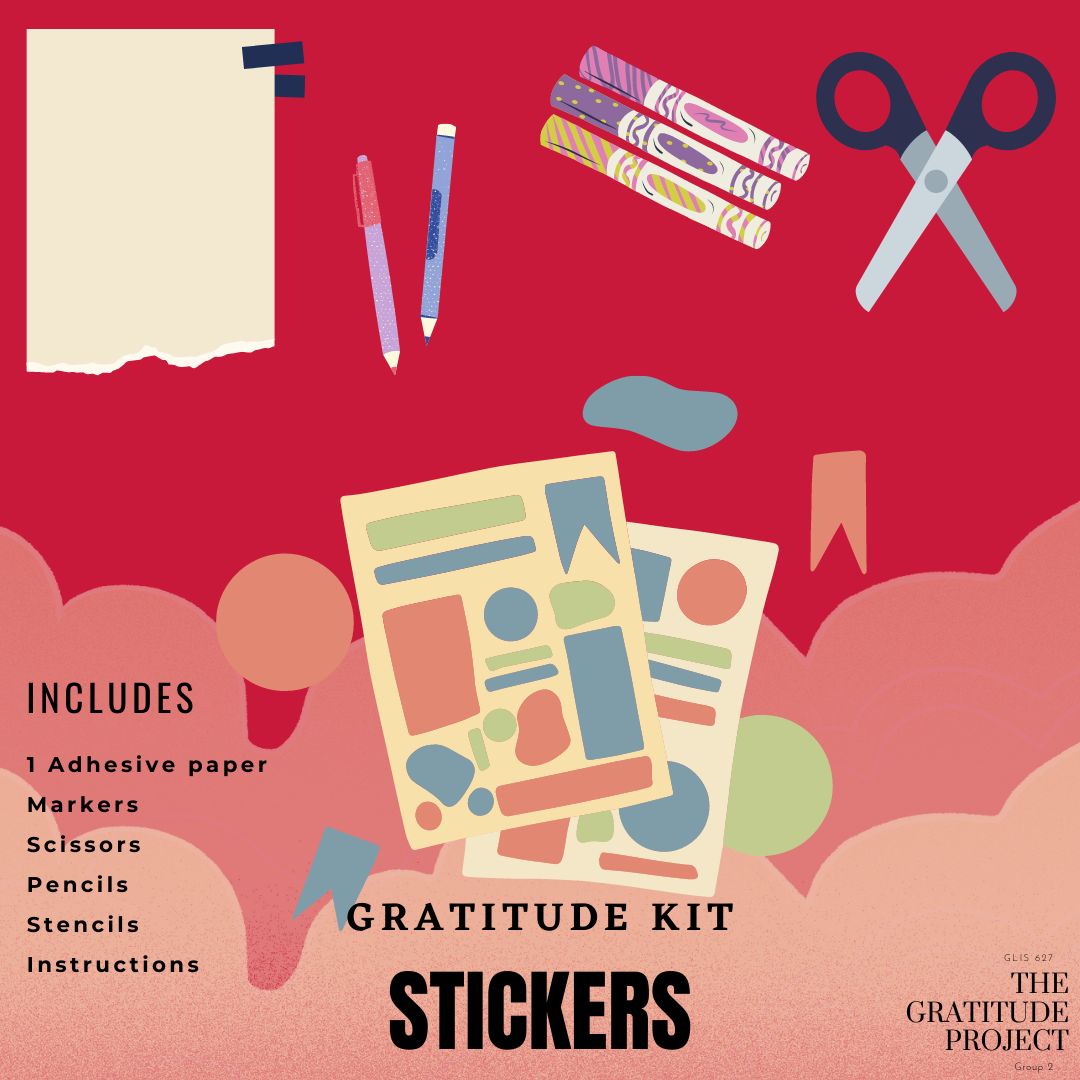 INCLUDES
1 Adhesive paper
Markers
Scissors
Pencils
Stencils
Instructions
GRATITUDE KIT
STICKERS
GLIS 627
THE
GRATITUDE
PROJECT
Group 2